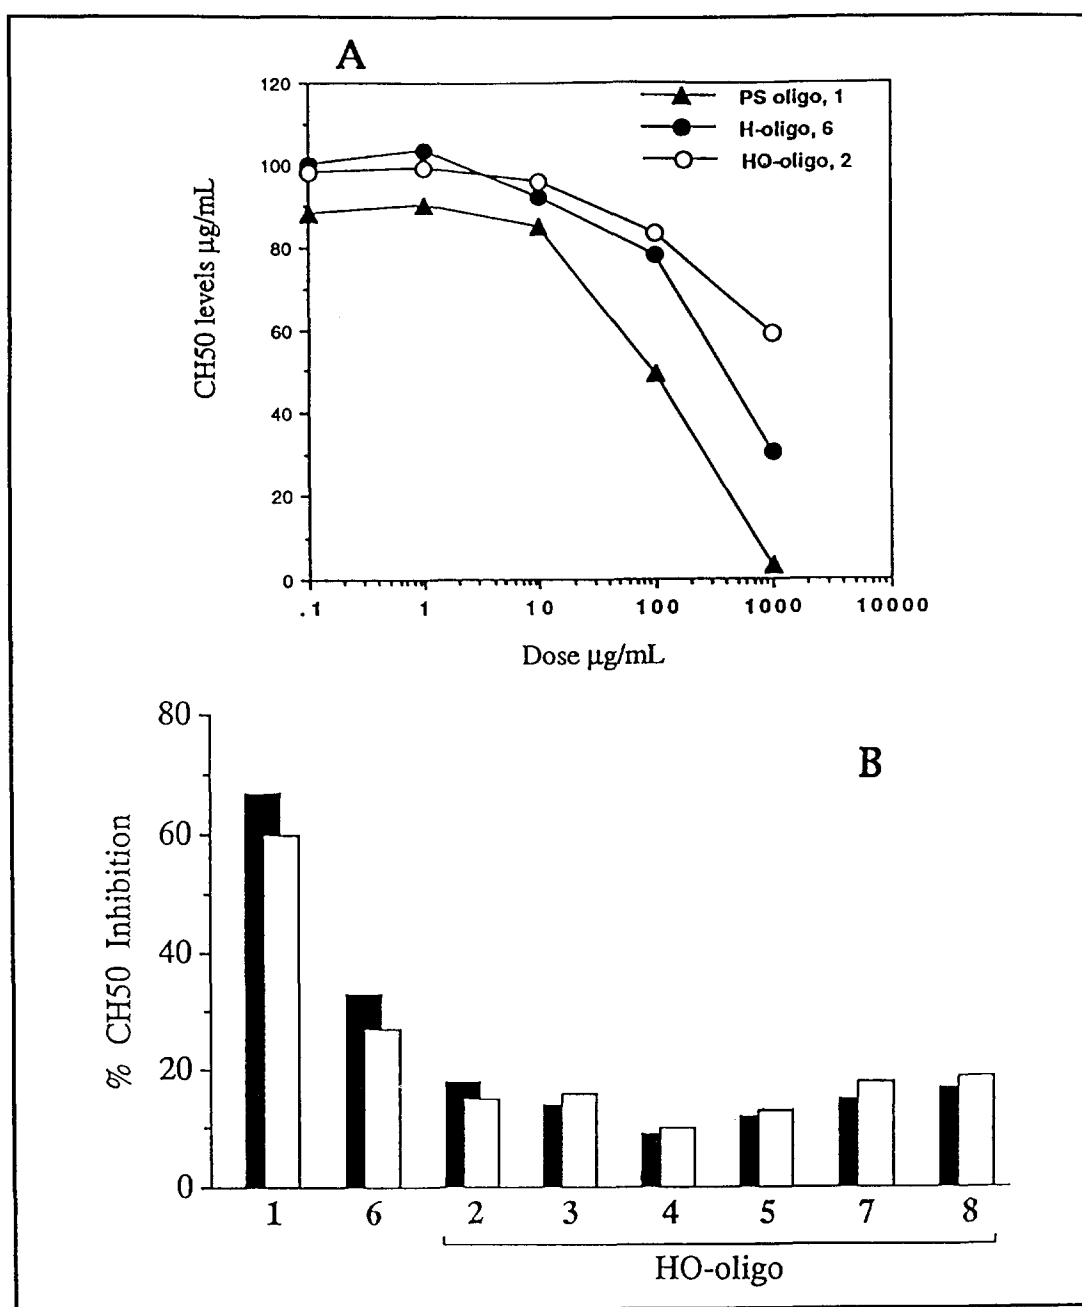 A
120
100
80
60
40
20
0
CH50 levels µg/mL
PS oligo, 1
H-oligo, 6
HO-oligo, 2
.1 1 10 100 1000 10000
Dose µg/mL
B
80
60
40
20
0
% CH50 Inhibition
1 6 2 3 4 5 7 8
HO-oligo